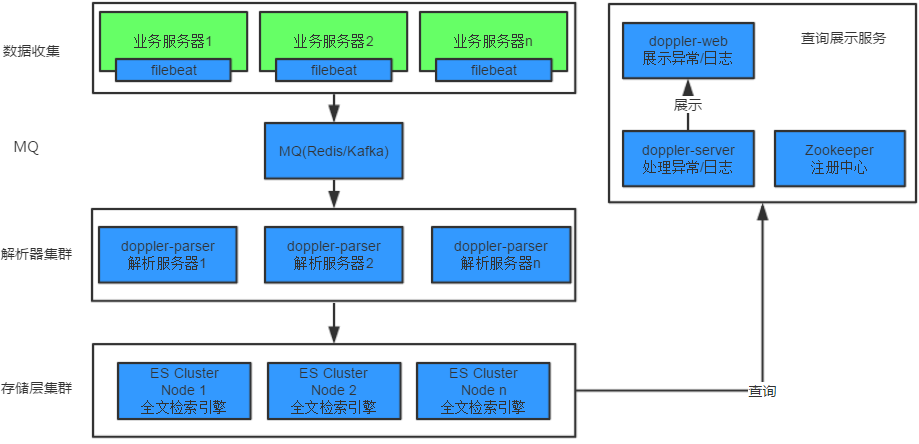 数据收集
业务服务器1
filebeat
业务服务器2
filebeat
业务服务器n
filebeat
MQ
MQ(Redis/Kafka)
解析器集群
doppler-parser
解析服务器1
doppler-parser
解析服务器2
doppler-parser
解析服务器n
存储层集群
ES Cluster
Node 1
全文检索引擎
ES Cluster
Node 2
全文检索引擎
ES Cluster
Node n
全文检索引擎
查询
查询展示服务
doppler-web
展示异常/日志
展示
doppler-server
处理异常/日志
Zookeeper
注册中心